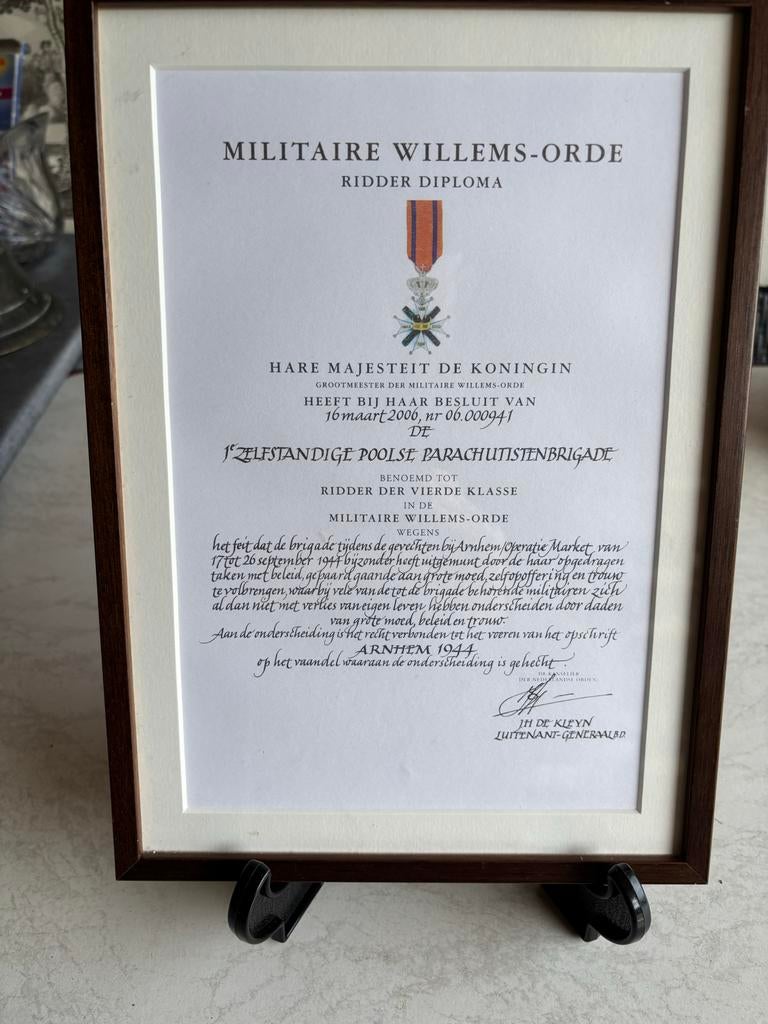 MILITAIRE WILLEMS-ORDE
RIDDER DIPLOMA
HARE MAJESTEIT DE KONINGIN
GROOTMEESTER DER MILITAIRE WILLEMS-ORDE
HEEFT BIJ HAAR BESLUIT VAN
16 maart 2006, nr 06.000941
DE
1e ZELFSTANDIGE POOLSE PARACHUTISTENBRIGADE
BENOEMD TOT
RIDDER DER VIERDE KLASSE
IN DE
MILITAIRE WILLEMS-ORDE
WEGENS
het feit dat de brigade tijdens de gevechten bij Arnhem/Operatie Market, van
17 tot 26 september 1944 bijzonder heeft uitgemunt door de haar opgedragen
taken met beleid, gepaard gaande aan grote moed, zelfopoffering en trouw
te volbrengen, waarbij vele van de tot de brigade behorende militairen zich
al dan niet met verlies van eigen leven hebben onderscheiden door daden
van grote moed, beleid en trouw.
Aan de onderscheiding is het recht verbonden tot het voeren van het opschrift
ARNHEM 1944
op het vaandel waaraan de onderscheiding is gehecht.
DE KANSELIER
DER NEDERLANDSE ORDEN,
J.H DE KLEYN
LUITENANT-GENERAAL B.D.